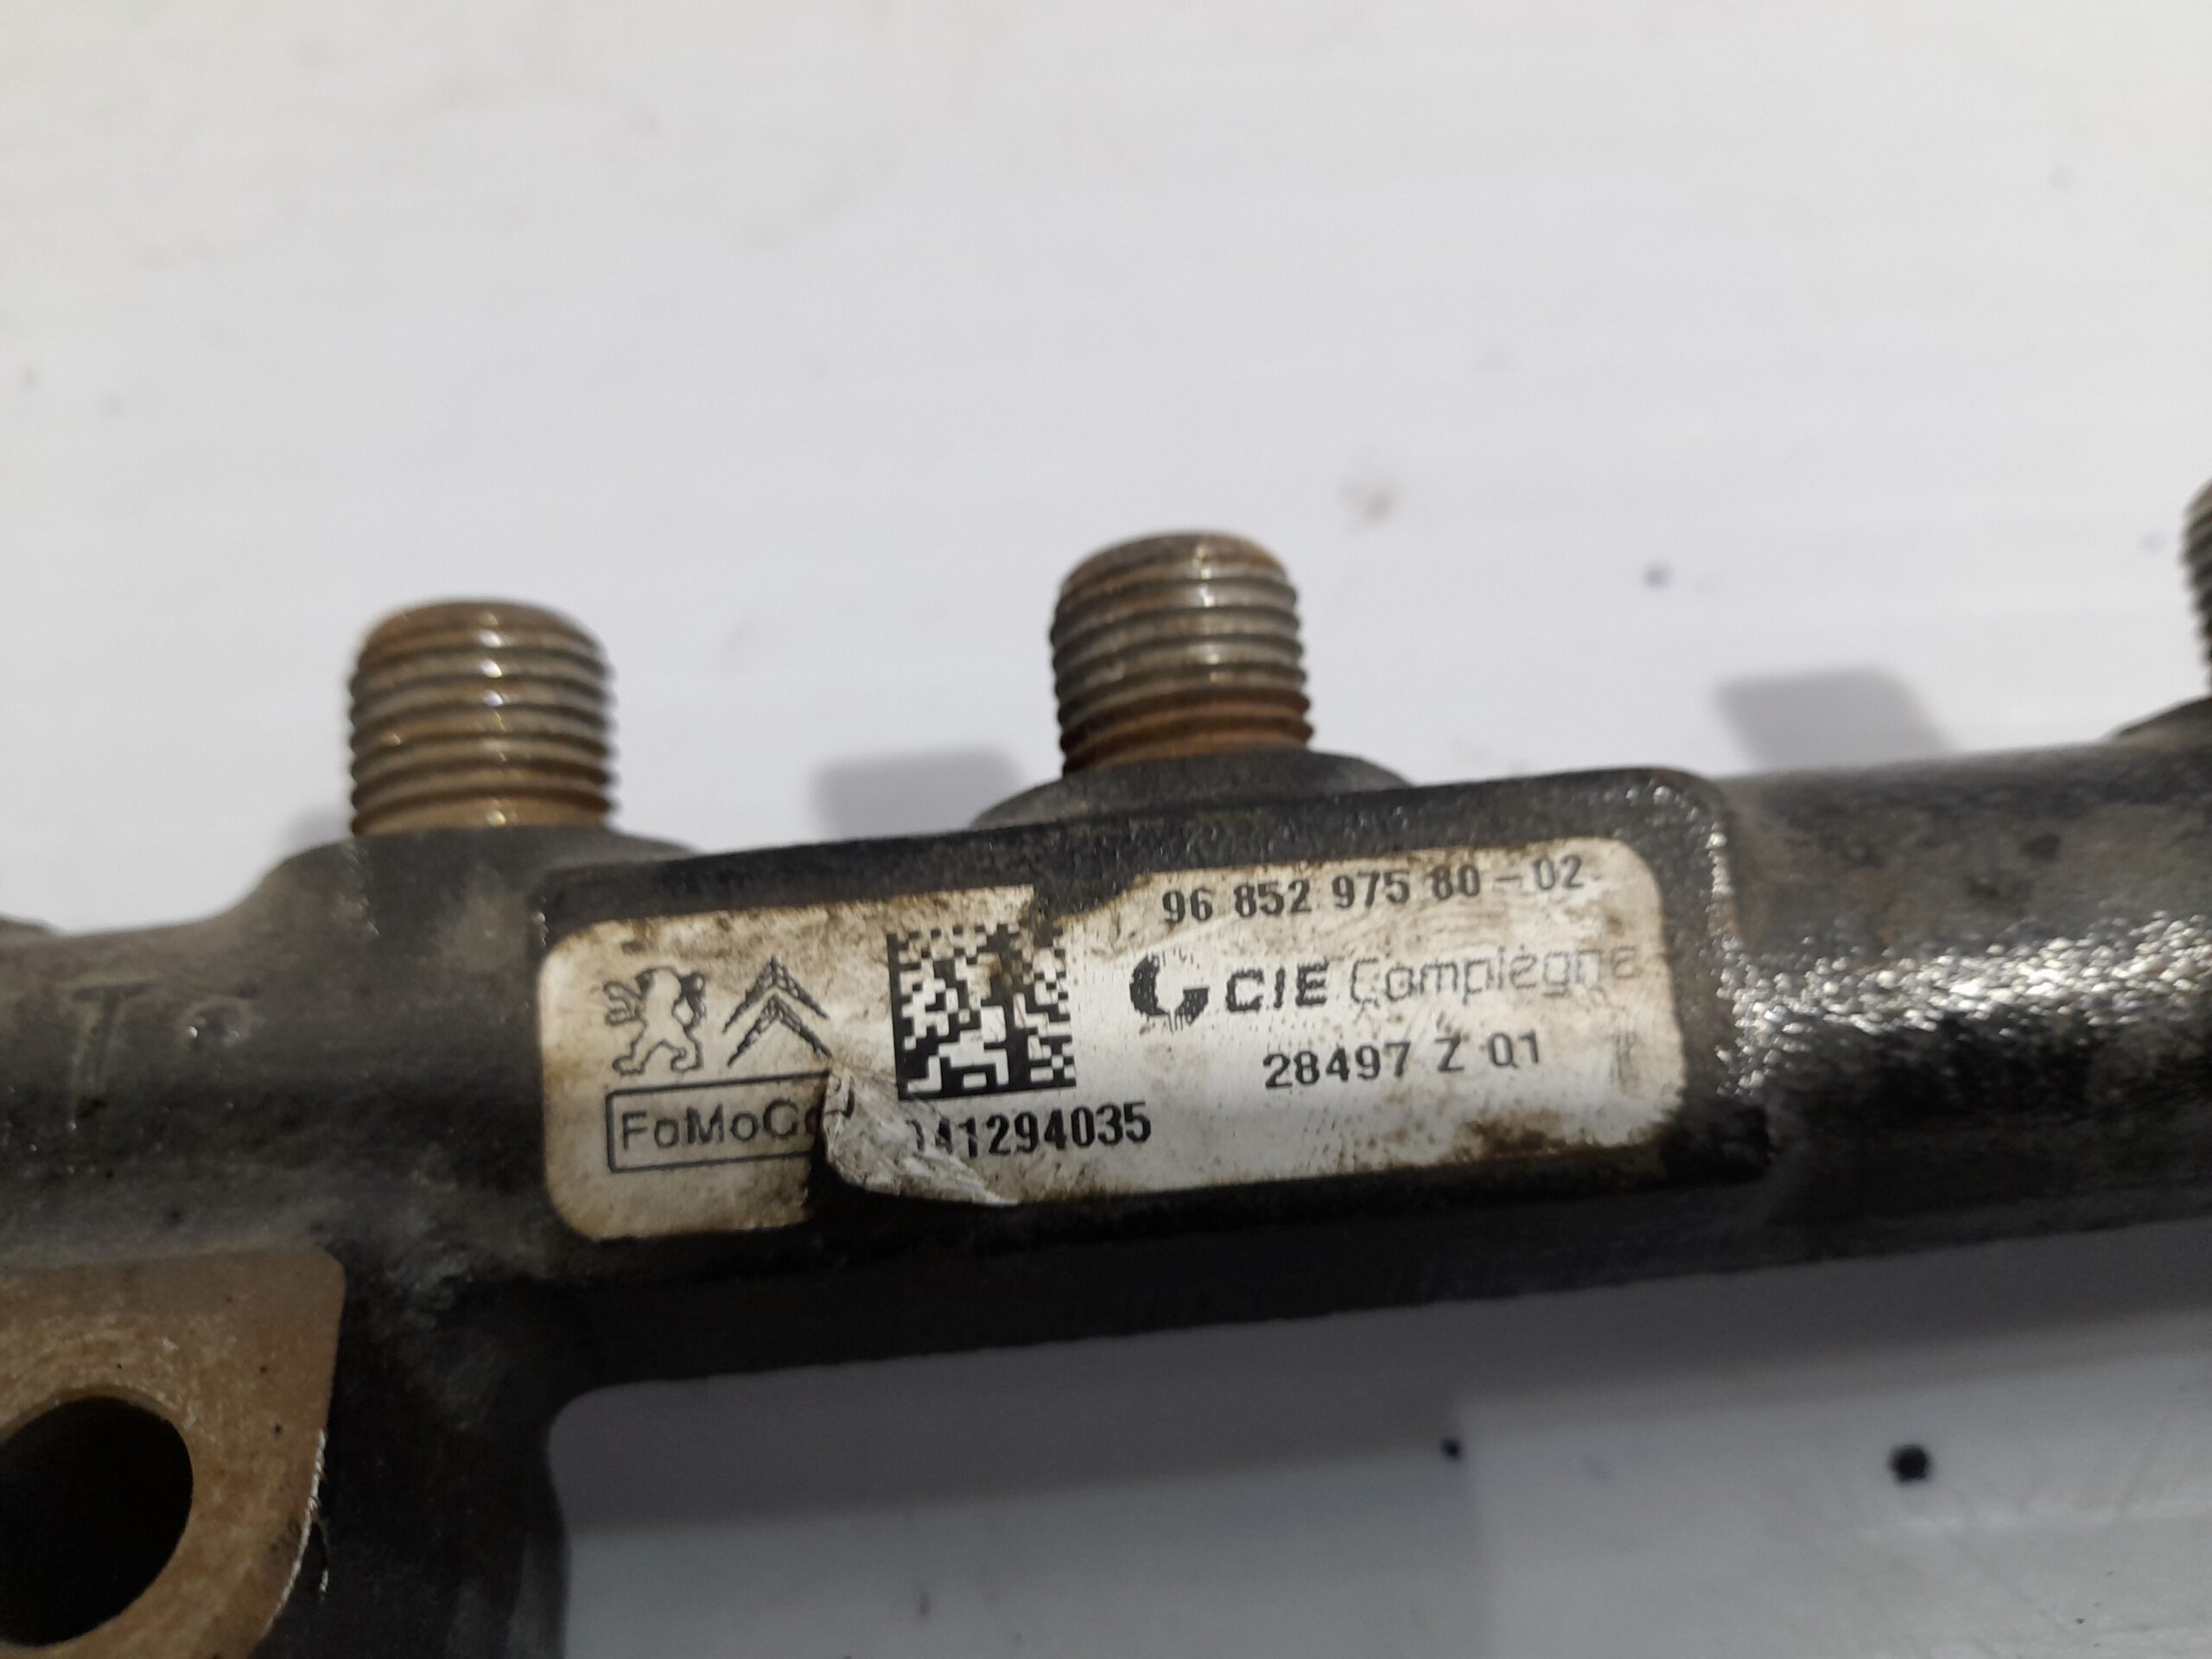 96 852 975 80-02
CIE Compiègne
28497 Z 01
FoMoCo
41294035